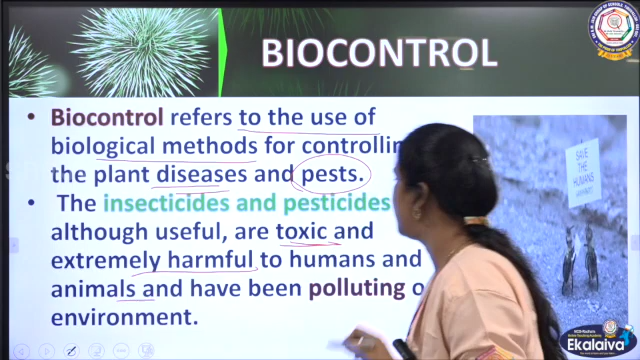 BIOCONTROL
• Biocontrol refers to the use of
biological methods for controllin
the plant diseases and pests.
• The insecticides and pesticides
although useful, are toxic and
extremely harmful to humans and
animals and have been polluting o
environment.
SAVE
THE
HUMANS
Ekalaiva